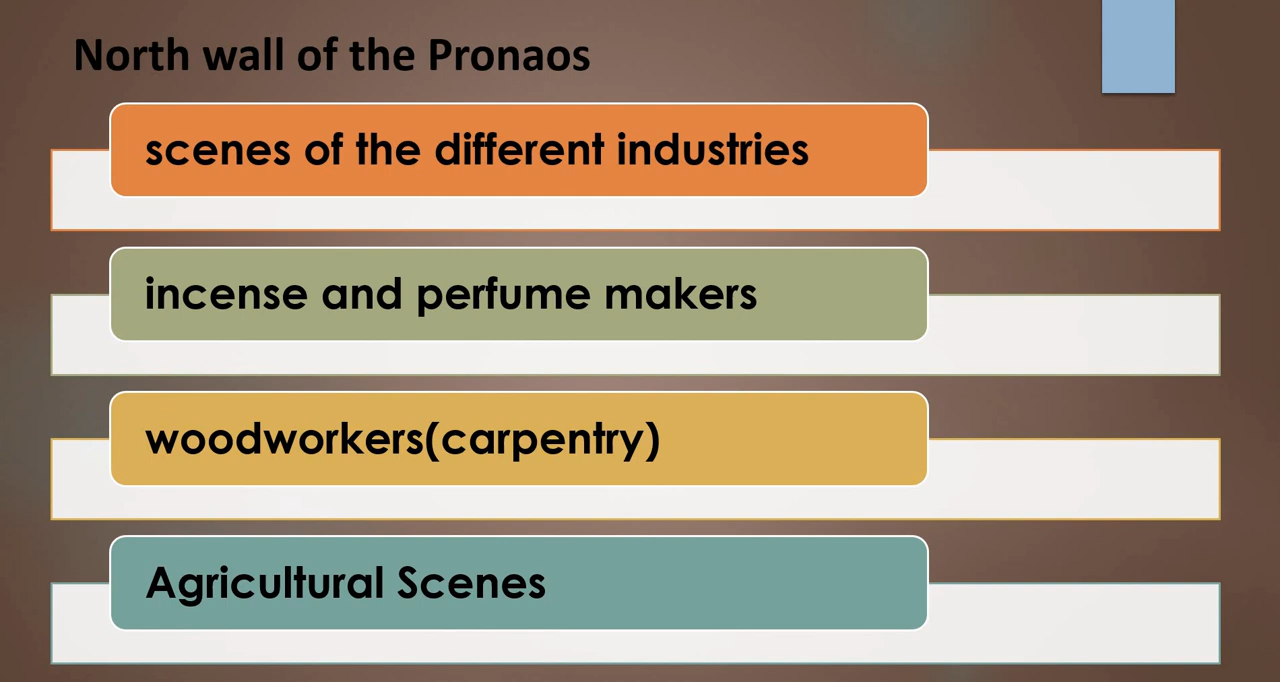 North wall of the Pronaos
scenes of the different industries
incense and perfume makers
woodworkers(carpentry)
Agricultural Scenes